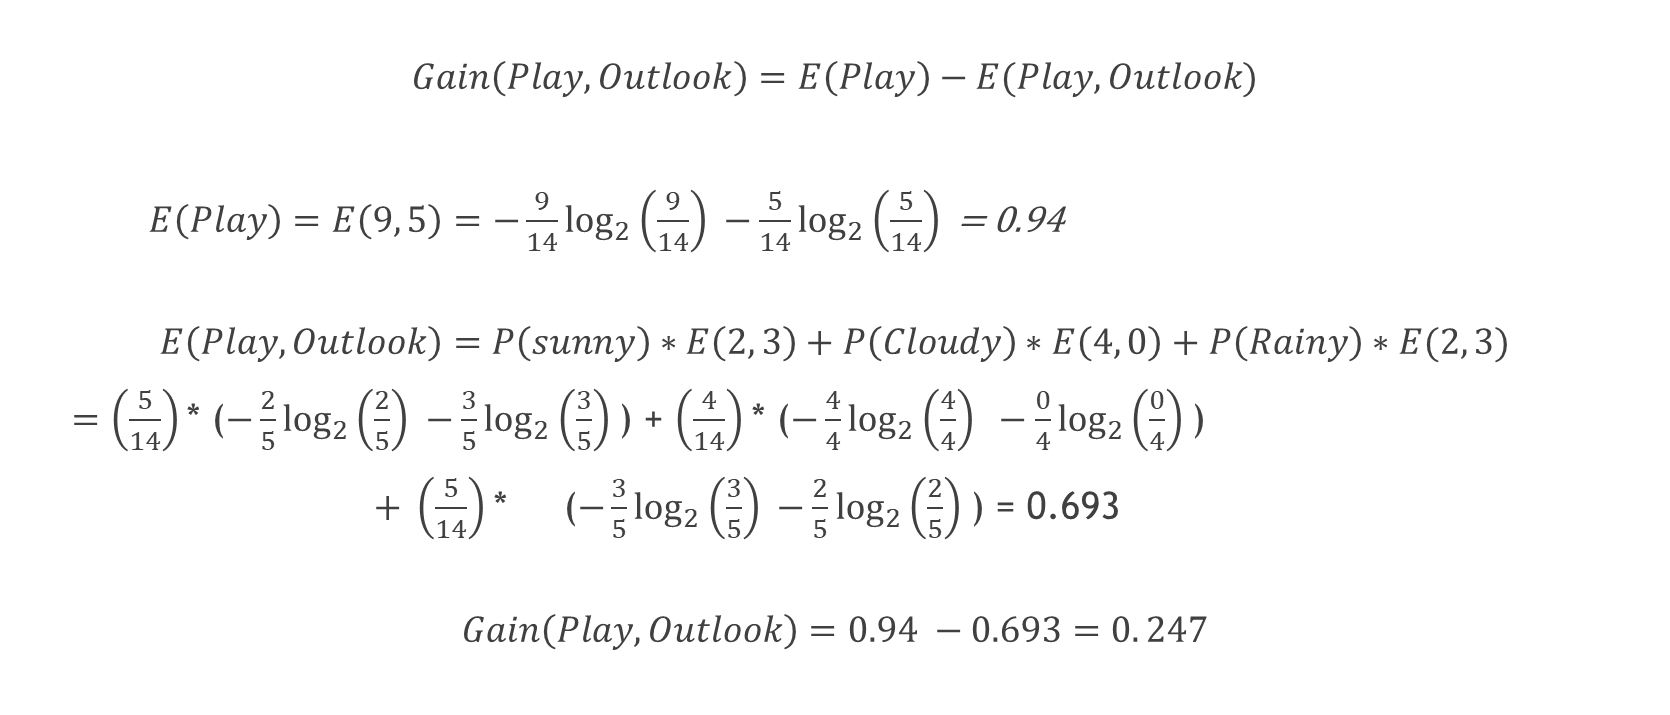 Gain(Play, Outlook) = E(Play) − E(Play, Outlook)
E(Play) = E(9, 5) = −9/14 log₂(9/14) −5/14 log₂(5/14) = 0.94
E(Play, Outlook) = P(sunny) ∗ E(2, 3) + P(Cloudy) ∗ E(4, 0) + P(Rainy) ∗ E(2, 3)
= (5/14)* (−2/5 log₂(2/5) −3/5 log₂(3/5) ) + (4/14)* (−4/4 log₂(4/4) −0/4 log₂(0/4) )
+ (5/14)* (−3/5 log₂(3/5) −2/5 log₂(2/5) ) = 0.693
Gain(Play, Outlook) = 0.94 − 0.693 = 0. 247